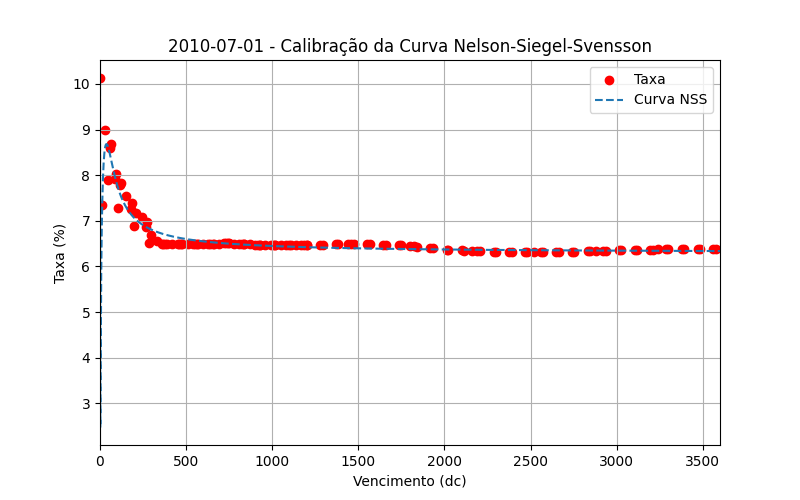 2010-07-01 - Calibração da Curva Nelson-Siegel-Svensson
Taxa
Curva NSS
10
9
8
7
6
5
4
3
Taxa (%)
0 500 1000 1500 2000 2500 3000 3500
Vencimento (dc)